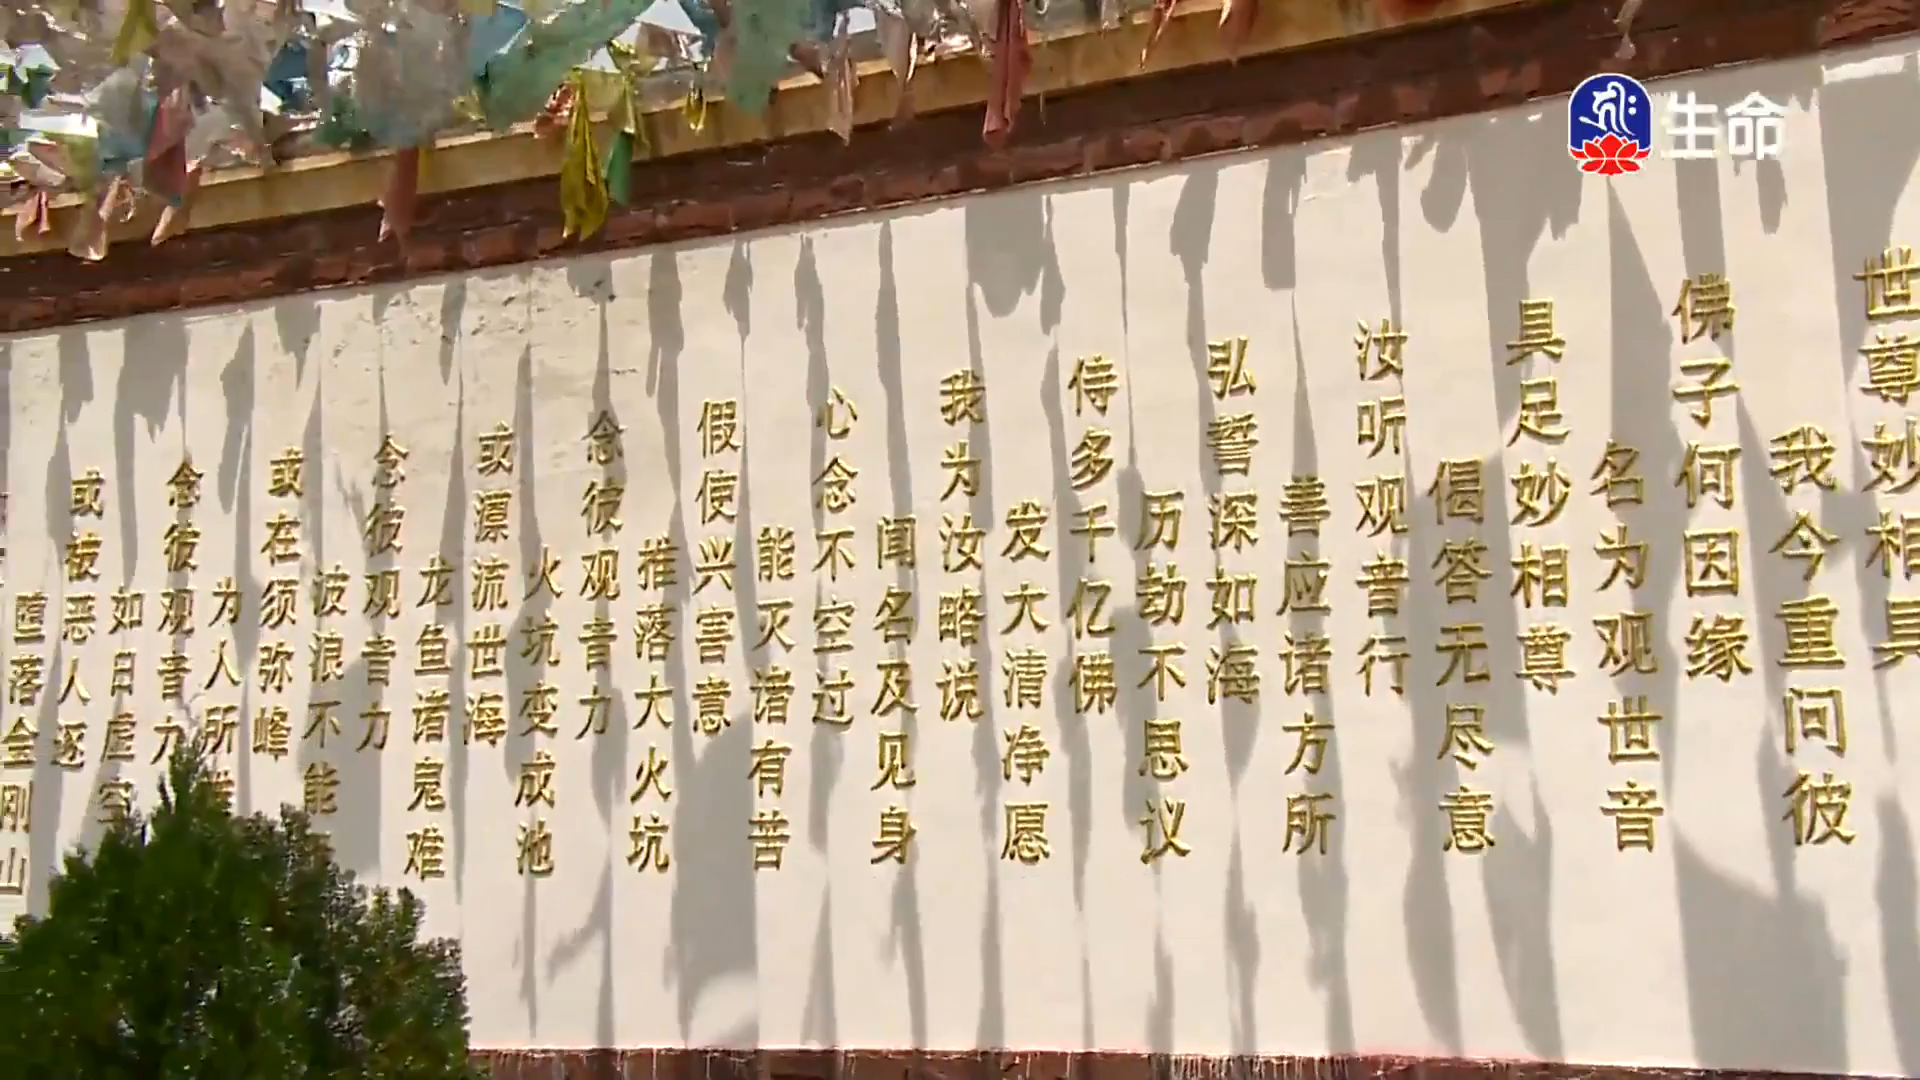 生命
世尊妙相具
我今重问彼
佛子何因缘
名为观世音
具足妙相尊
偈答无尽意
汝听观音行
善应诸方所
弘誓深如海
历劫不思议
侍多千亿佛
发大清净愿
我为汝略说
闻名及见身
心念不空过
能灭诸有苦
假使兴害意
推落大火坑
念彼观音力
火坑变成池
或漂流世海
龙鱼诸鬼难
念彼观音力
波浪不能
或在须弥峰
为人所推
念彼观音力
如日虚空
或被恶人逐
堕落金刚山